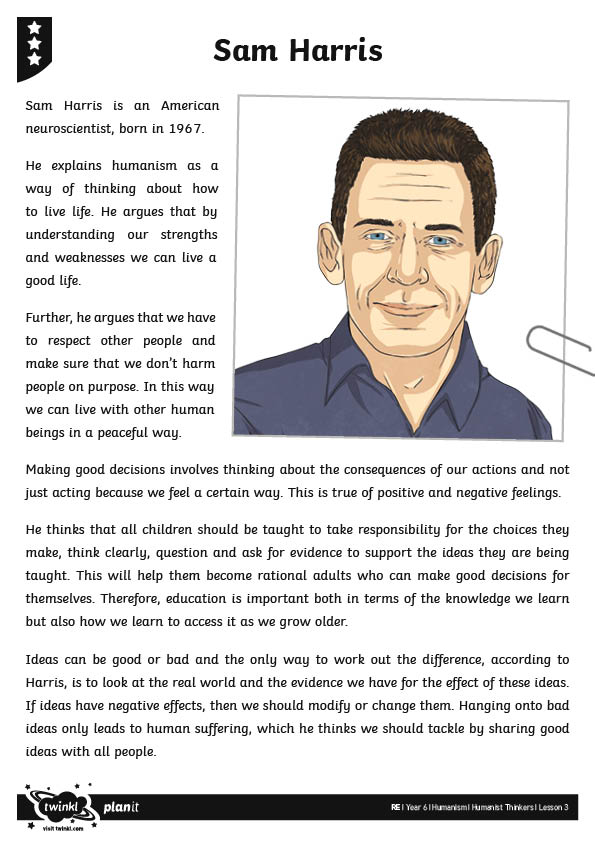 Sam Harris
Sam Harris is an American
neuroscientist, born in 1967.
He explains humanism as a
way of thinking about how
to live life. He argues that by
understanding our strengths
and weaknesses we can live a
good life.
Further, he argues that we have
to respect other people and
make sure that we don't harm
people on purpose. In this way
we can live with other human
beings in a peaceful way.
Making good decisions involves thinking about the consequences of our actions and not
just acting because we feel a certain way. This is true of positive and negative feelings.
He thinks that all children should be taught to take responsibility for the choices they
make, think clearly, question and ask for evidence to support the ideas they are being
taught. This will help them become rational adults who can make good decisions for
themselves. Therefore, education is important both in terms of the knowledge we learn
but also how we learn to access it as we grow older.
Ideas can be good or bad and the only way to work out the difference, according to
Harris, is to look at the real world and the evidence we have for the effect of these ideas.
If ideas have negative effects, then we should modify or change them. Hanging onto bad
ideas only leads to human suffering, which he thinks we should tackle by sharing good
ideas with all people.
twinkl planit
visit twinkl.com
RE | Year 6 | Humanism | Humanist Thinkers | Lesson 3